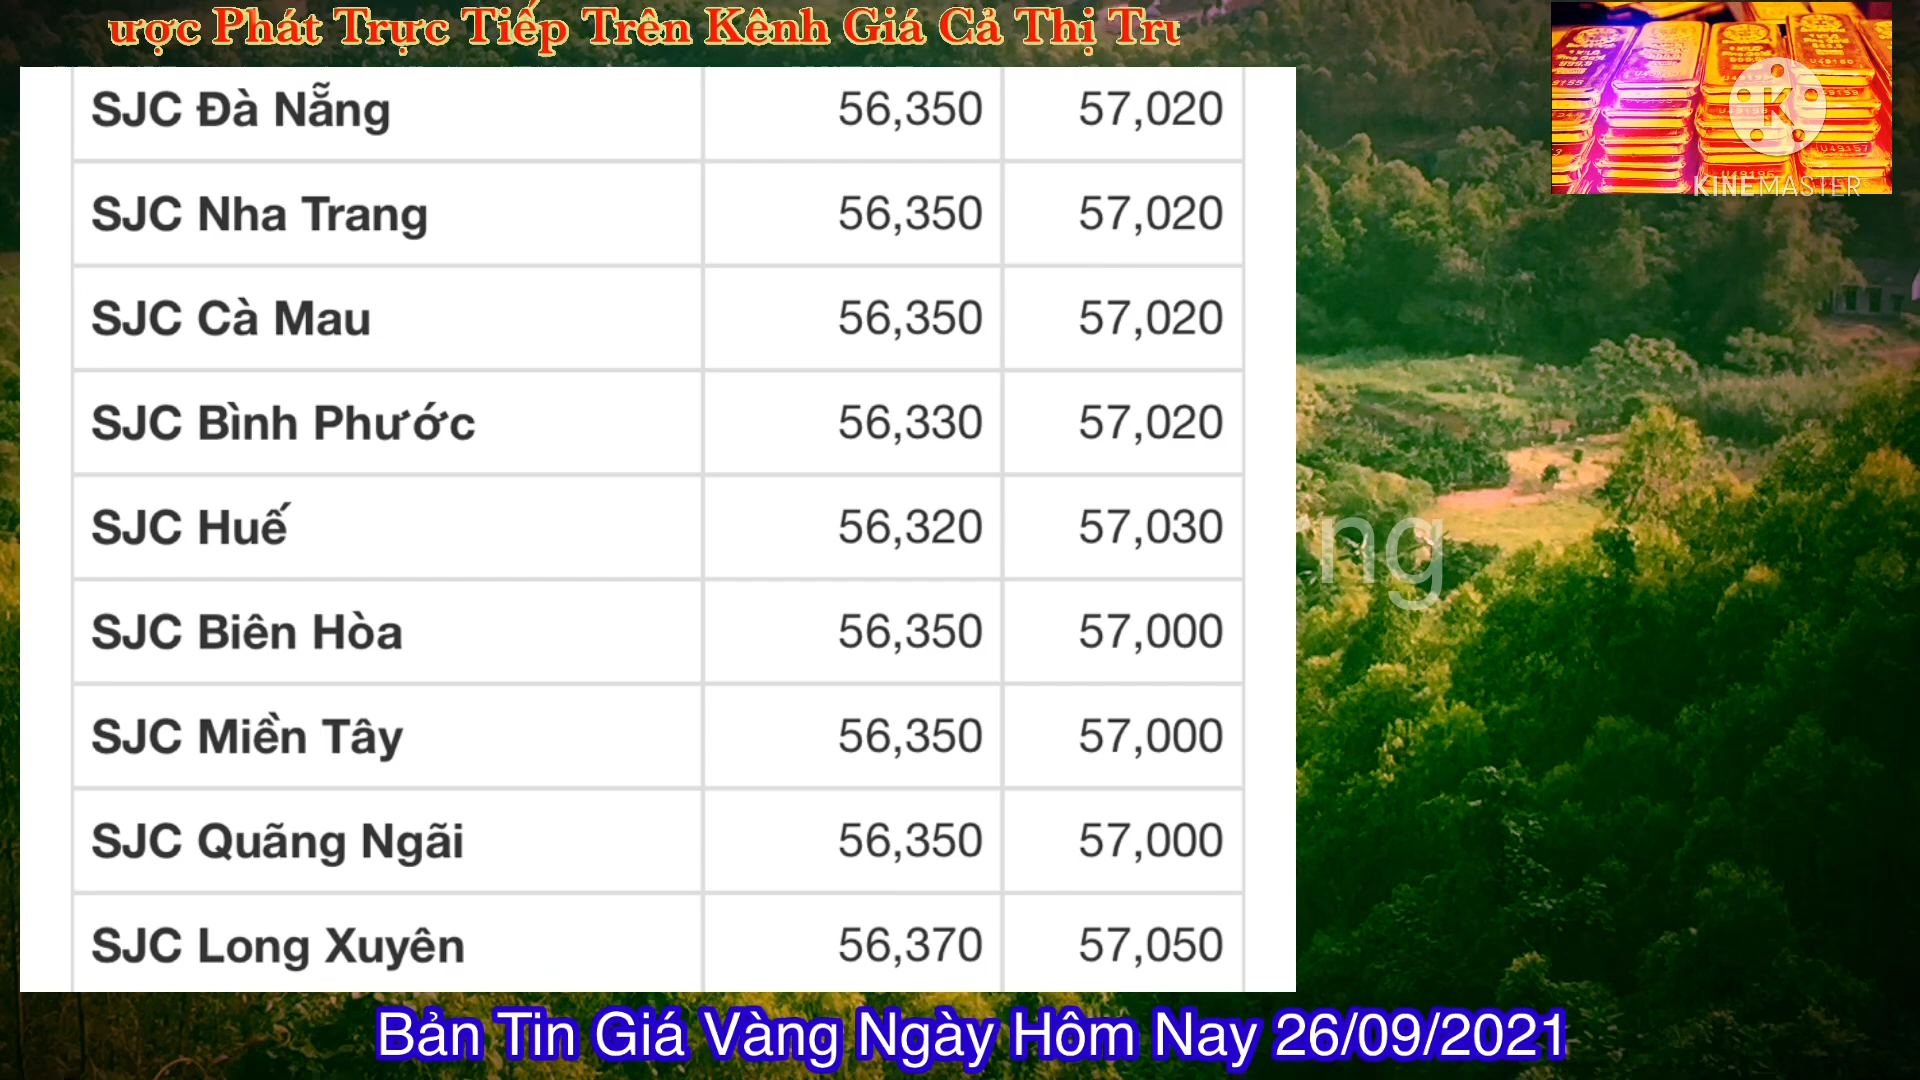 ược Phát Trực Tiếp Trên Kênh Giá Cả Thị Trư
SJC Đà Nẵng 56,350 57,020
SJC Nha Trang 56,350 57,020
SJC Cà Mau 56,350 57,020
SJC Bình Phước 56,330 57,020
SJC Huế 56,320 57,030
SJC Biên Hòa 56,350 57,000
SJC Miền Tây 56,350 57,000
SJC Quãng Ngãi 56,350 57,000
SJC Long Xuyên 56,370 57,050
ng
KINEMASTER
Bản Tin Giá Vàng Ngày Hôm Nay 26/09/2021